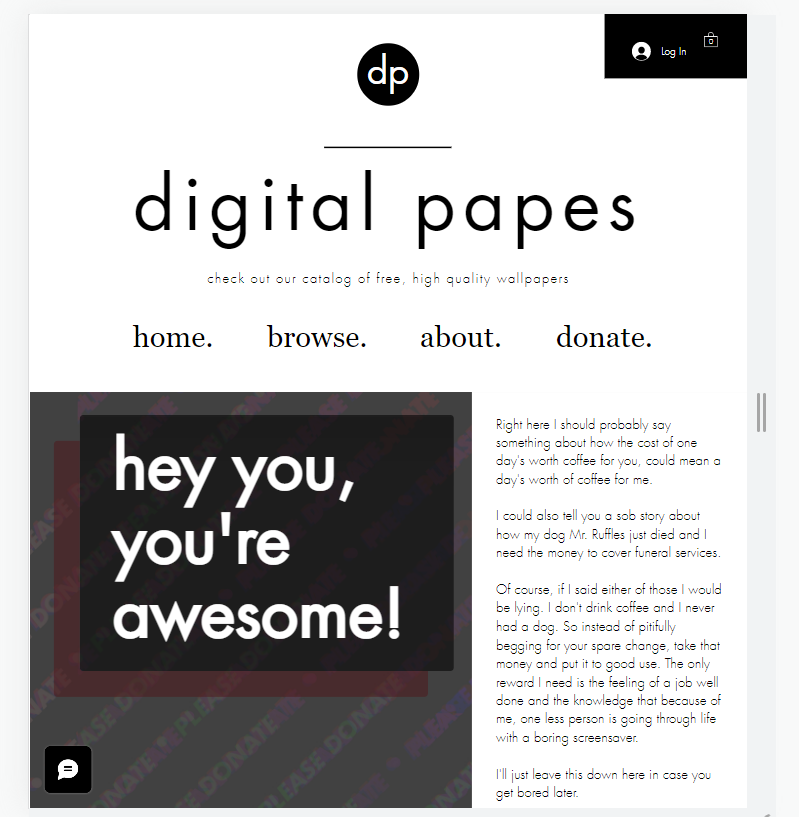 Log In
0
dp
digital papes
check out our catalog of free, high quality wallpapers
home. browse. about. donate.
hey you,
you're
awesome!
PLEASE DONATE
Right here I should probably say
something about how the cost of one
day's worth coffee for you, could mean a
day's worth of coffee for me.
I could also tell you a sob story about
how my dog Mr. Ruffles just died and I
need the money to cover funeral services.
Of course, if I said either of those I would
be lying. I don't drink coffee and I never
had a dog. So instead of pitifully
begging for your spare change, take that
money and put it to good use. The only
reward I need is the feeling of a job well
done and the knowledge that because of
me, one less person is going through life
with a boring screensaver.
I'll just leave this down here in case you
get bored later.